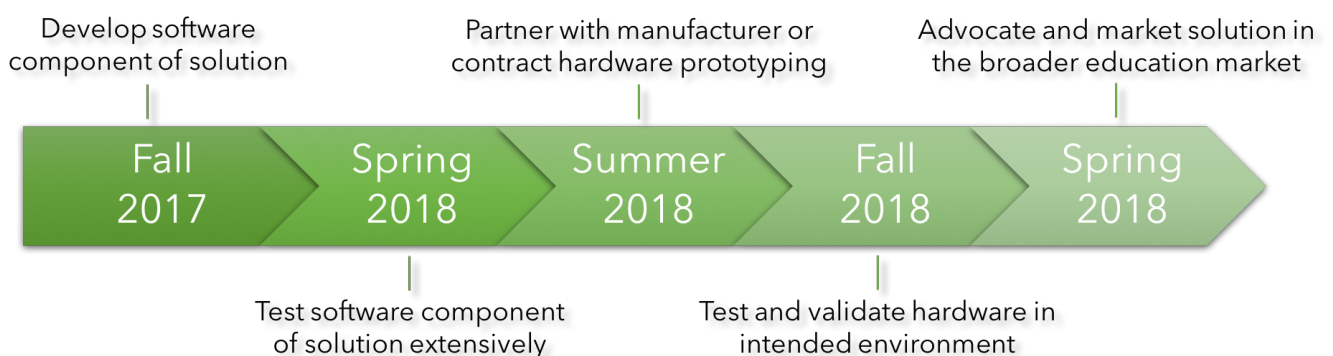 Develop software
component of solution
Partner with manufacturer or
contract hardware prototyping
Advocate and market solution in
the broader education market
Fall
2017
Spring
2018
Summer
2018
Fall
2018
Spring
2018
Test software component
of solution extensively
Test and validate hardware in
intended environment